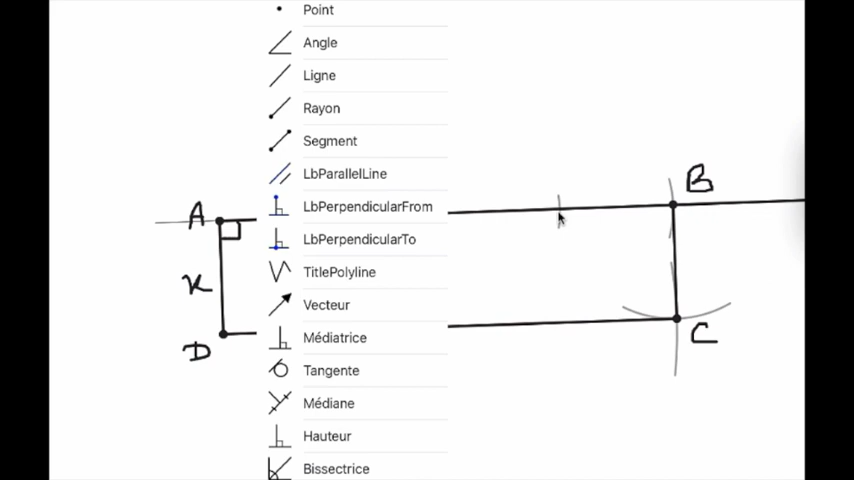 Point
Angle
Ligne
Rayon
Segment
LbParallelLine
LbPerpendicularFrom
LbPerpendicularTo
TitlePolyline
Vecteur
Médiatrice
Tangente
Médiane
Hauteur
Bissectrice
A
B
K
D
C